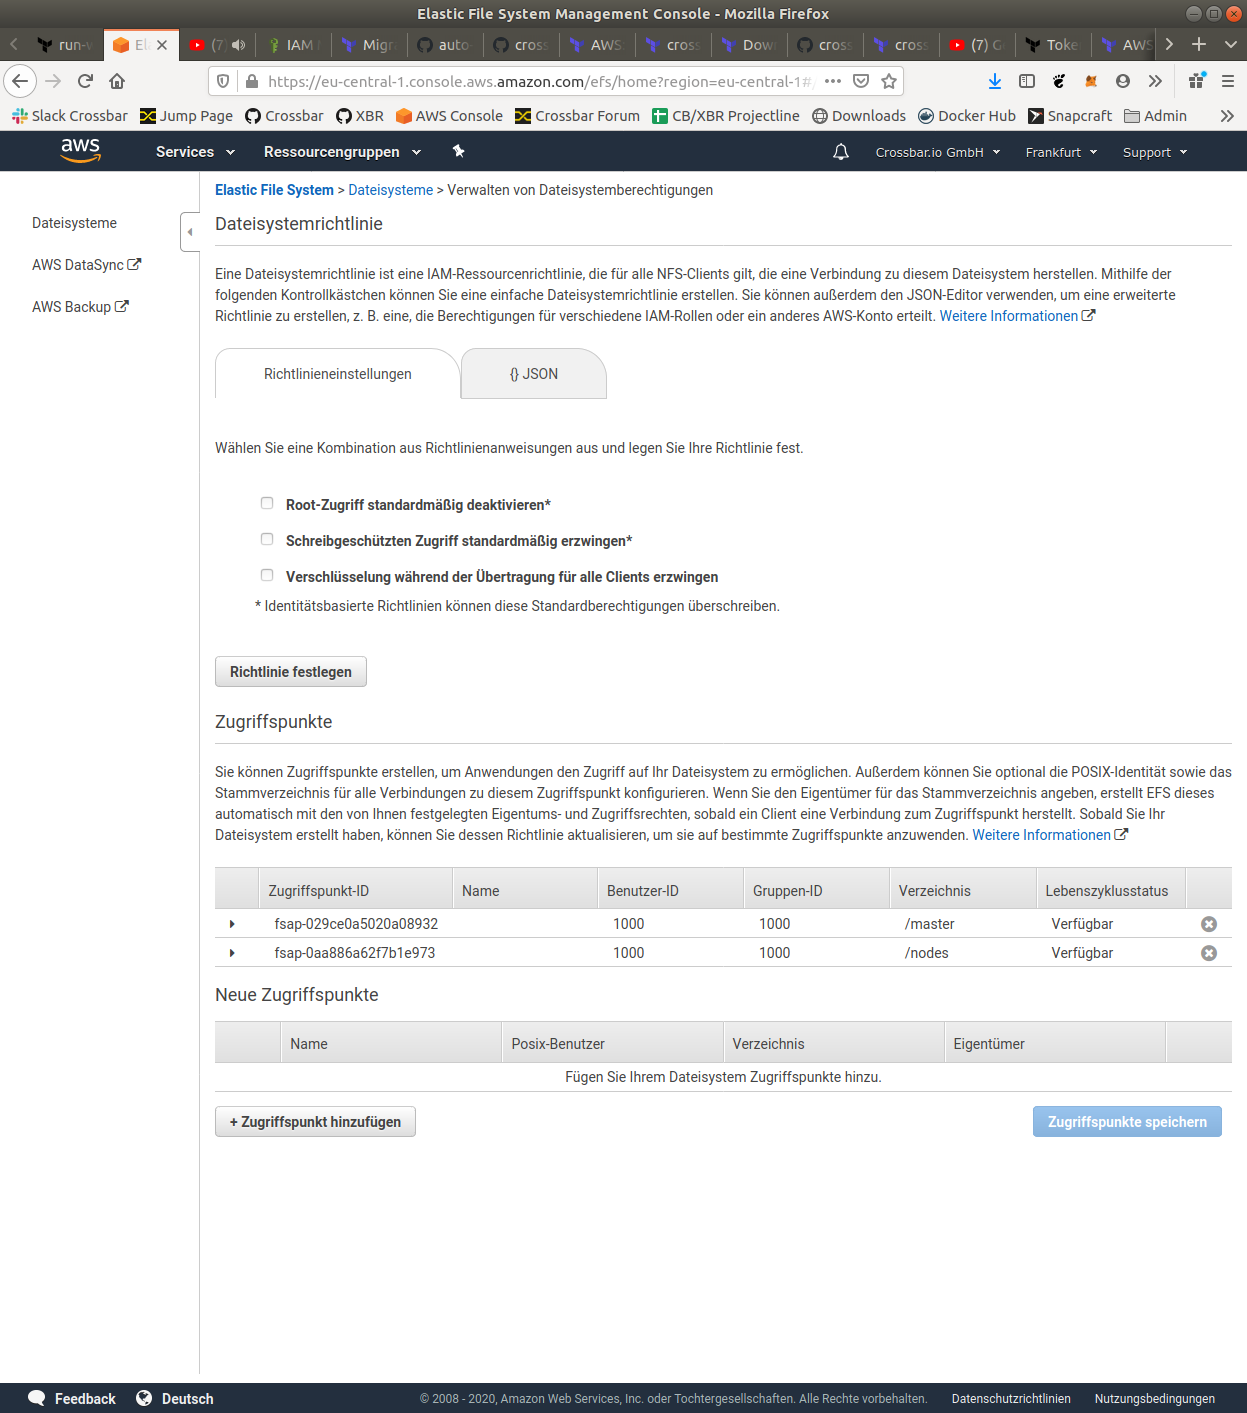 Elastic File System Management Console - Mozilla Firefox
run-
(7)
IAM
Migr
auto
cross
AWS
cross
Dow
cross
cross
(7) G
Toke
AWS
https://eu-central-1.console.aws.amazon.com/efs/home?region=eu-central-1#
Slack Crossbar
Jump Page
Crossbar
XBR
AWS Console
Crossbar Forum
CB/XBR Projectline
Downloads
Docker Hub
Snapcraft
Admin
aws
Services
Ressourcengruppen
Crossbar.io GmbH
Frankfurt
Support
Dateisysteme
AWS DataSync
AWS Backup
Elastic File System > Dateisysteme > Verwalten von Dateisystemberechtigungen
Dateisystemrichtlinie
Eine Dateisystemrichtlinie ist eine IAM-Ressourcenrichtlinie, die für alle NFS-Clients gilt, die eine Verbindung zu diesem Dateisystem herstellen. Mithilfe der
folgenden Kontrollkästchen können Sie eine einfache Dateisystemrichtlinie erstellen. Sie können außerdem den JSON-Editor verwenden, um eine erweiterte
Richtlinie zu erstellen, z. B. eine, die Berechtigungen für verschiedene IAM-Rollen oder ein anderes AWS-Konto erteilt. Weitere Informationen
Richtlinieneinstellungen
{} JSON
Wählen Sie eine Kombination aus Richtlinienanweisungen aus und legen Sie Ihre Richtlinie fest.
Root-Zugriff standardmäßig deaktivieren*
Schreibgeschützten Zugriff standardmäßig erzwingen*
Verschlüsselung während der Übertragung für alle Clients erzwingen
* Identitätsbasierte Richtlinien können diese Standardberechtigungen überschreiben.
Richtlinie festlegen
Zugriffspunkte
Sie können Zugriffspunkte erstellen, um Anwendungen den Zugriff auf Ihr Dateisystem zu ermöglichen. Außerdem können Sie optional die POSIX-Identität sowie das
Stammverzeichnis für alle Verbindungen zu diesem Zugriffspunkt konfigurieren. Wenn Sie den Eigentümer für das Stammverzeichnis angeben, erstellt EFS dieses
automatisch mit den von Ihnen festgelegten Eigentums- und Zugriffsrechten, sobald ein Client eine Verbindung zum Zugriffspunkt herstellt. Sobald Sie Ihr
Dateisystem erstellt haben, können Sie dessen Richtlinie aktualisieren, um sie auf bestimmte Zugriffspunkte anzuwenden. Weitere Informationen
Zugriffspunkt-ID Name Benutzer-ID Gruppen-ID Verzeichnis Lebenszyklusstatus
fsap-029ce0a5020a08932 1000 1000 /master Verfügbar
fsap-0aa886a62f7b1e973 1000 1000 /nodes Verfügbar
Neue Zugriffspunkte
Name Posix-Benutzer Verzeichnis Eigentümer
Fügen Sie Ihrem Dateisystem Zugriffspunkte hinzu.
+ Zugriffspunkt hinzufügen
Zugriffspunkte speichern
Feedback
Deutsch
© 2008 - 2020, Amazon Web Services, Inc. oder Tochtergesellschaften. Alle Rechte vorbehalten.
Datenschutzrichtlinien
Nutzungsbedingungen